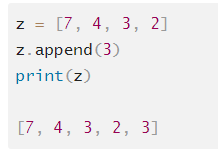 z = [7, 4, 3, 2]
z.append(3)
print(z)
[7, 4, 3, 2, 3]